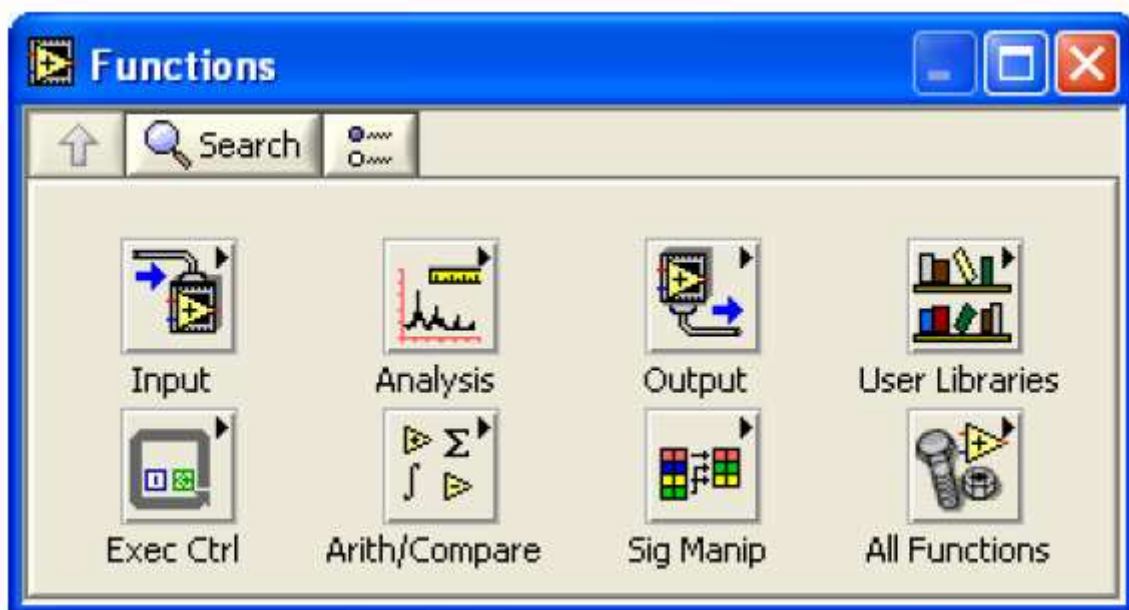 Functions
Search
Input Analysis Output User Libraries
Exec Ctrl Arith/Compare Sig Manip All Functions